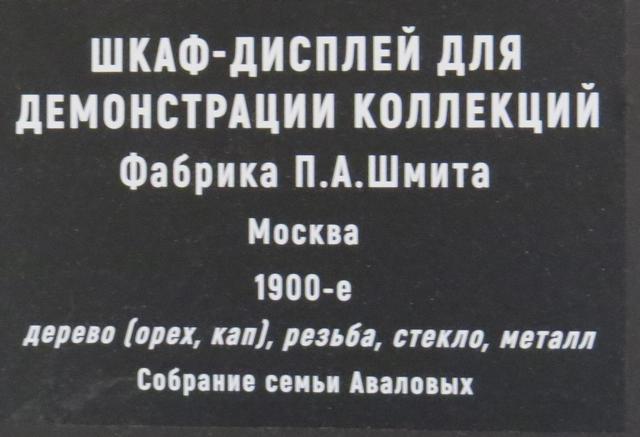 ШКАФ-ДИСПЛЕЙ ДЛЯ
ДЕМОНСТРАЦИИ КОЛЛЕКЦИЙ
Фабрика П.А.Шмита
Москва
1900-е
дерево (орех, кап), резьба, стекло, металл
Собрание семьи Аваловых